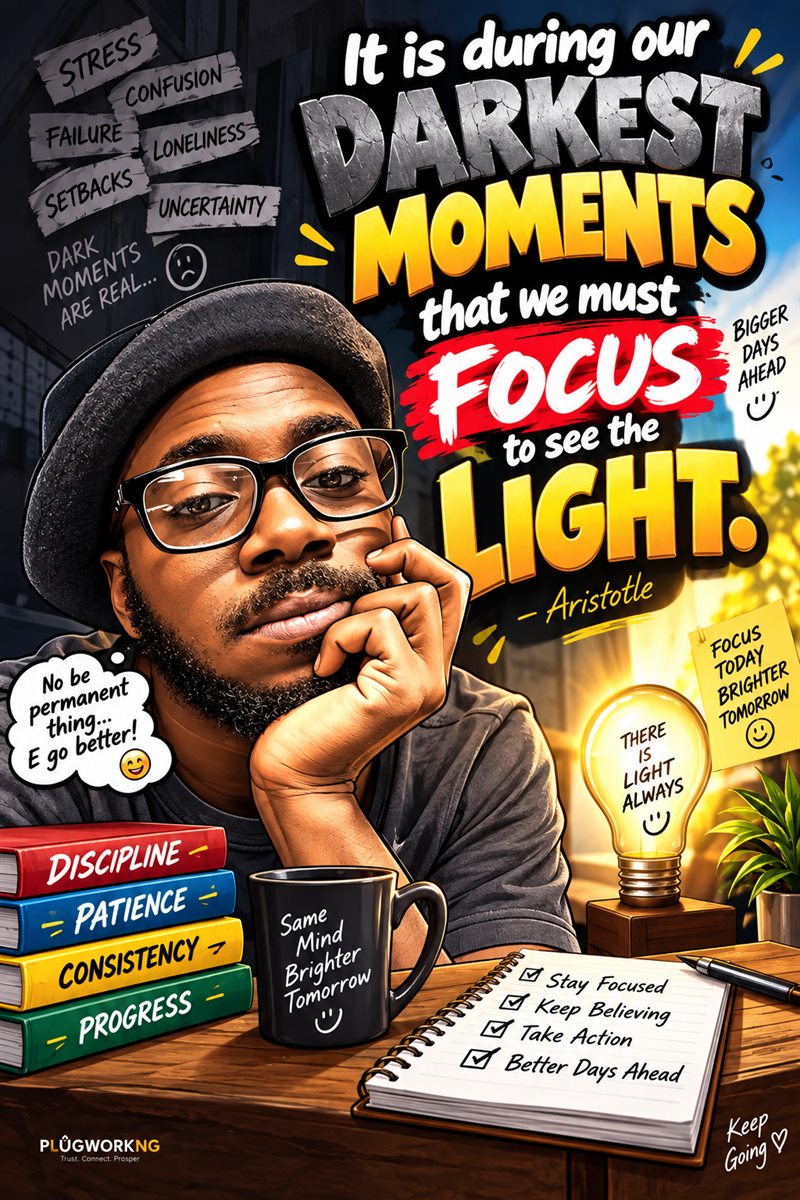 STRESS
CONFUSION
FAILURE
LONELINESS
SETBACKS
UNCERTAINTY
DARK
MOMENTS
ARE REAL...
It is during our
DARKEST
MOMENTS
that we must
FOCUS
to see the
LIGHT.
– Aristotle
BIGGER
DAYS
AHEAD
FOCUS
TODAY
BRIGHTER
TOMORROW
THERE
IS
LIGHT
ALWAYS
No be
permanent
thing...
E go better!
DISCIPLINE
PATIENCE
CONSISTENCY
PROGRESS
Same
Mind
Brighter
Tomorrow
Stay Focused
Keep Believing
Take Action
Better Days Ahead
PLÛGWORKNG
Trust. Connect. Prosper
Keep
Going